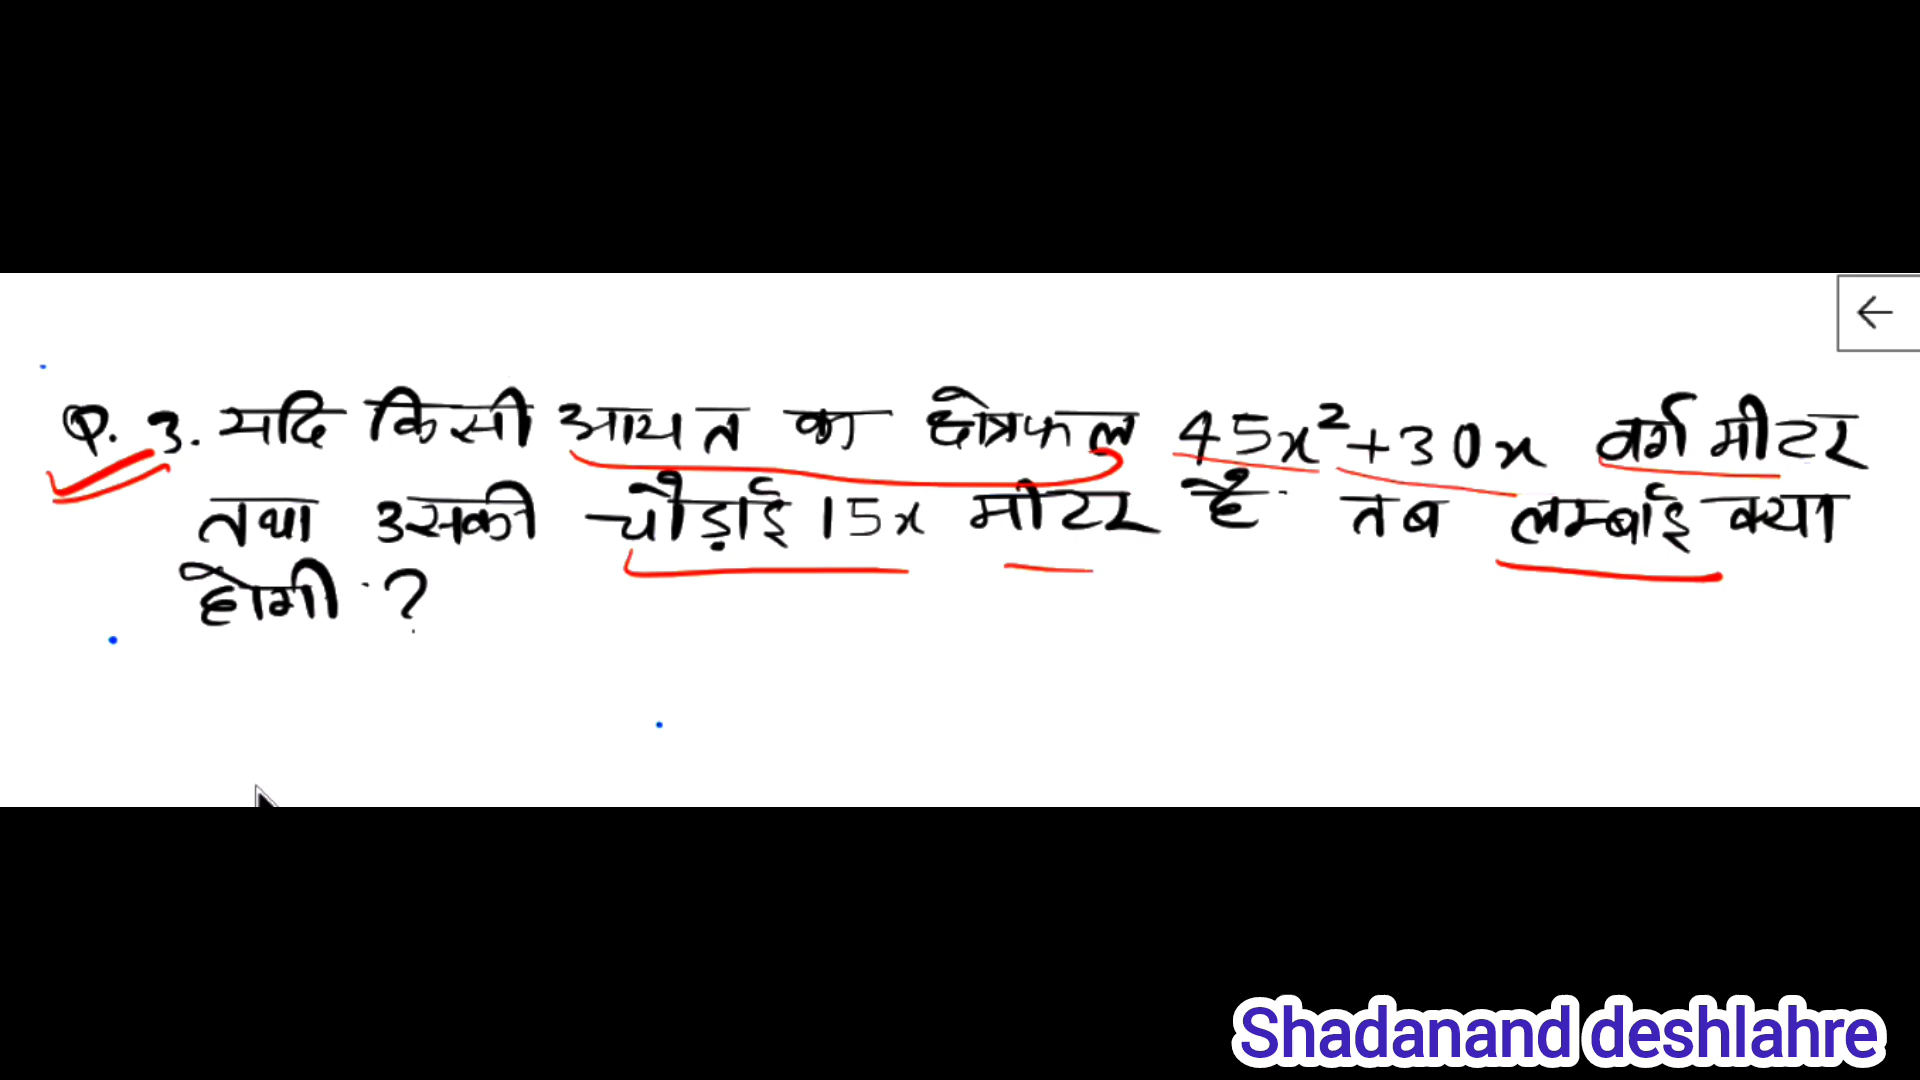 Q. 3. यदि किसी आयत का क्षेत्रफल 45x²+30x वर्ग मीटर
तथा उसकी चौड़ाई 15x मीटर है तब लम्बाई क्या
होगी ?
Shadanand deshlahre